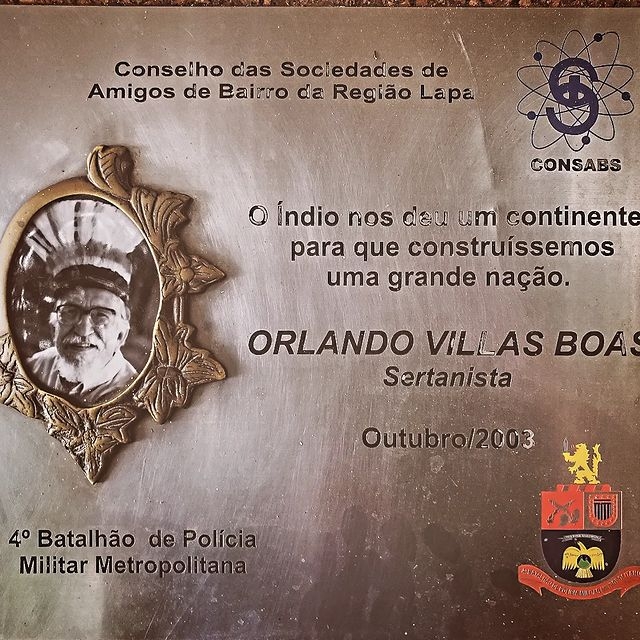 Conselho das Sociedades de
Amigos de Bairro da Região Lapa
CONSABS
O Índio nos deu um continente
para que construíssemos
uma grande nação.
ORLANDO VILLAS BOAS
Sertanista
Outubro/2003
4º Batalhão de Polícia
Militar Metropolitana